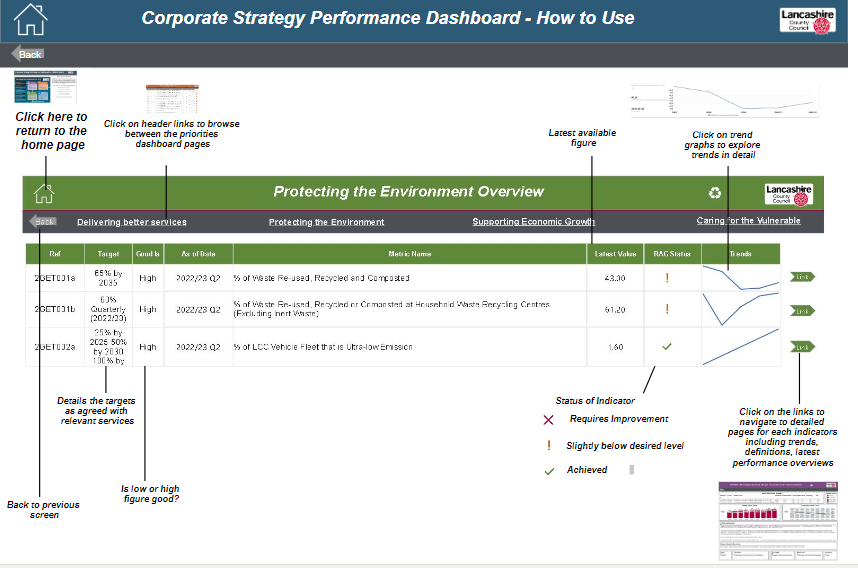 Corporate Strategy Performance Dashboard - How to Use
Lancashire
County
Council
Back
Click here to
return to the
home page
Click on header links to browse
between the priorities
dashboard pages
Latest available
figure
Click on trend
graphs to explore
trends in detail
Protecting the Environment Overview
Lancashire
County
Council
Back
Delivering better services
Protecting the Environment
Supporting Economic Growth
Caring for the Vulnerable
Ref
Target
Good Is
As of Date
Metric Name
Latest Value
RAG Status
Trends
2GET001a
65% by
2035
High
2022/23 Q2
% of Waste Re-used, Recycled and Composted
43.00
!
Link
2GET001b
60%
Quarterly
(2022/23)
High
2022/23 Q2
% of Waste Re-used, Recycled or Composted at Household Waste Recycling Centres
(Excluding Inert Waste)
61.20
!
Link
2GET002a
25% by
2025 50%
by 2030
100% by
High
2022/23 Q2
% of LCC Vehicle Fleet that is Ultra-low Emission
1.60
Link
Details the targets
as agreed with
relevant services
Status of Indicator
Requires Improvement
! Slightly below desired level
Achieved
Click on the links to
navigate to detailed
pages for each indicators
including trends,
definitions, latest
performance overviews
Is low or high
figure good?
Back to previous
screen